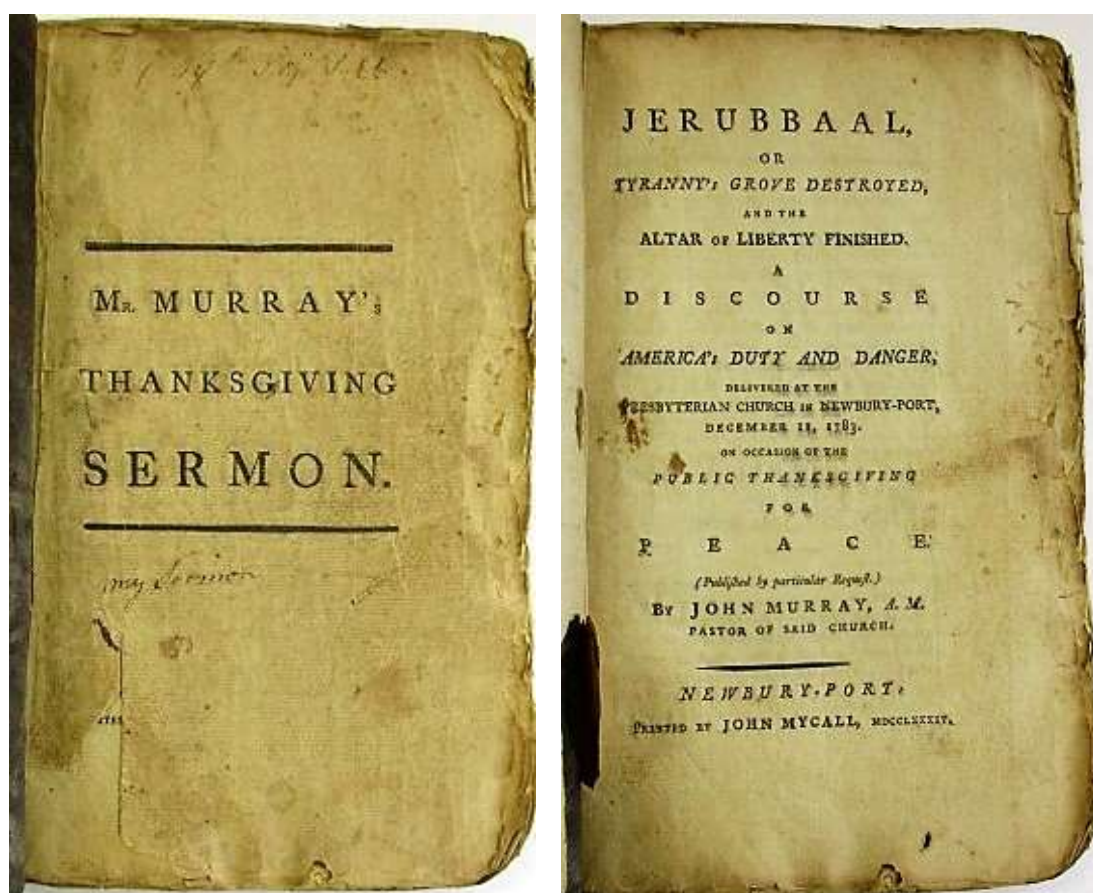 Mr. MURRAY's
THANKSGIVING
SERMON.
my Sermon
JERUBBAAL,
OR
TYRANNY's GROVE DESTROYED,
AND THE
ALTAR OF LIBERTY FINISHED.
A
DISCOURSE
ON
AMERICA's DUTY AND DANGER,
DELIVERED AT THE
PRESBYTERIAN CHURCH IN NEWBURY-PORT,
DECEMBER 11, 1783.
ON OCCASION OF THE
PUBLIC THANKSGIVING
FOR
PEACE.
(Publiſhed by particular Requeſt.)
By JOHN MURRAY, A. M.
PASTOR OF SAID CHURCH.
NEWBURY-PORT:
PRINTED BY JOHN MYCALL, MDCCLXXXIV.